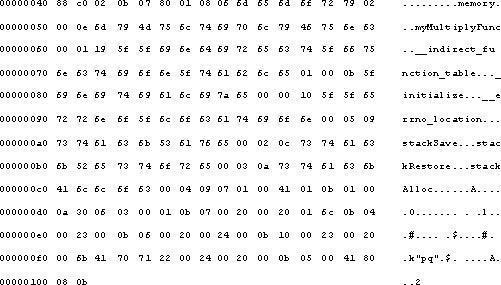 00000040 88 c0 02 0b 07 80 01 08 06 6d 65 6d 6f 72 79 02 .........memory.
00000050 00 0e 6d 79 4d 75 6c 74 69 70 6c 79 46 75 6e 63 ..myMultiplyFunc
00000060 00 01 19 5f 5f 69 6e 64 69 72 65 63 74 5f 66 75 ...__indirect_fu
00000070 6e 63 74 69 6f 6e 5f 74 61 62 6c 65 01 00 0b 5f nction_table..._
00000080 69 6e 69 74 69 61 6c 69 7a 65 00 00 10 5f 5f 65 initialize...__e
00000090 72 72 6e 6f 5f 6c 6f 63 61 74 69 6f 6e 00 05 09 rrno_location...
000000a0 73 74 61 63 6b 53 61 76 65 00 02 0c 73 74 61 63 stackSave...stac
000000b0 6b 52 65 73 74 6f 72 65 00 03 0a 73 74 61 63 6b kRestore...stack
000000c0 41 6c 6c 6f 63 00 04 09 07 01 00 41 01 0b 01 00 Alloc......A....
000000d0 0a 30 06 03 00 01 0b 07 00 20 00 20 01 6c 0b 04 .0....... . .l..
000000e0 00 23 00 0b 06 00 20 00 24 00 0b 10 00 23 00 20 .#.... .$....#.
000000f0 00 6b 41 70 71 22 00 24 00 20 00 0b 05 00 41 80 .kApq".$. ....A.
00000100 08 0b ..2